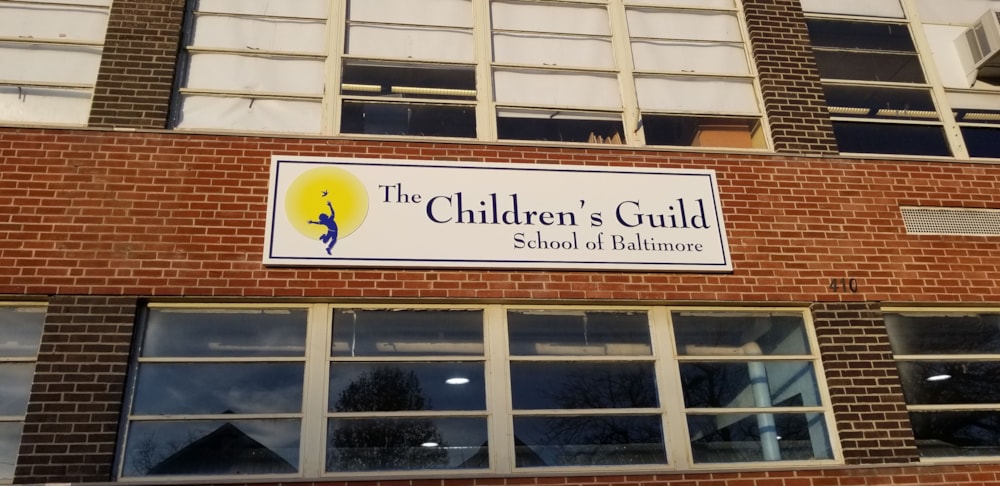 The
Children's Guild
School of Baltimore
410